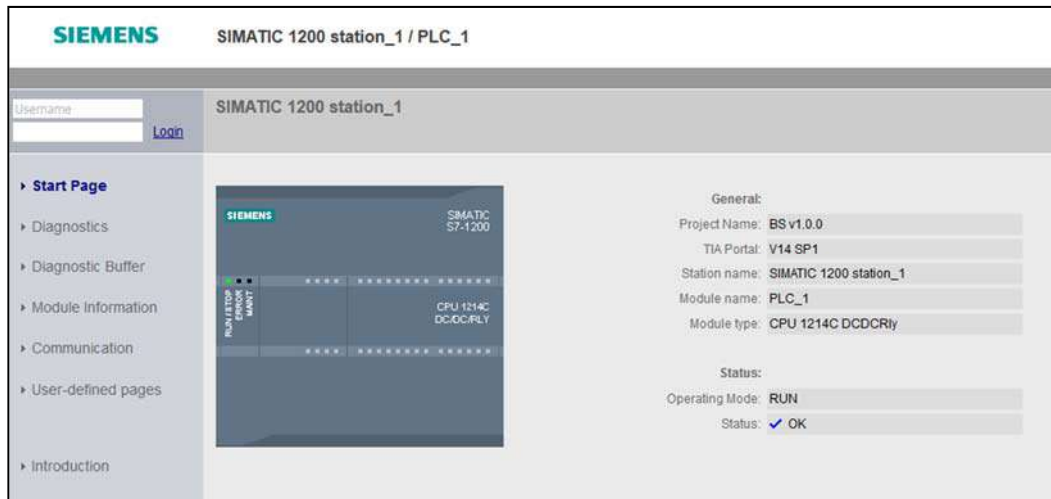 SIEMENS
SIMATIC 1200 station_1 / PLC_1
Username
Login
SIMATIC 1200 station_1
Start Page
Diagnostics
Diagnostic Buffer
Module Information
Communication
User-defined pages
Introduction
SIEMENS
SIMATIC
S7-1200
RUN / STOP
ERROR
MAINT
CPU 1214C
DC/DC/RLY
General:
Project Name: BS v1.0.0
TIA Portal: V14 SP1
Station name: SIMATIC 1200 station_1
Module name: PLC_1
Module type: CPU 1214C DCDCRly
Status:
Operating Mode: RUN
Status: ✓ OK